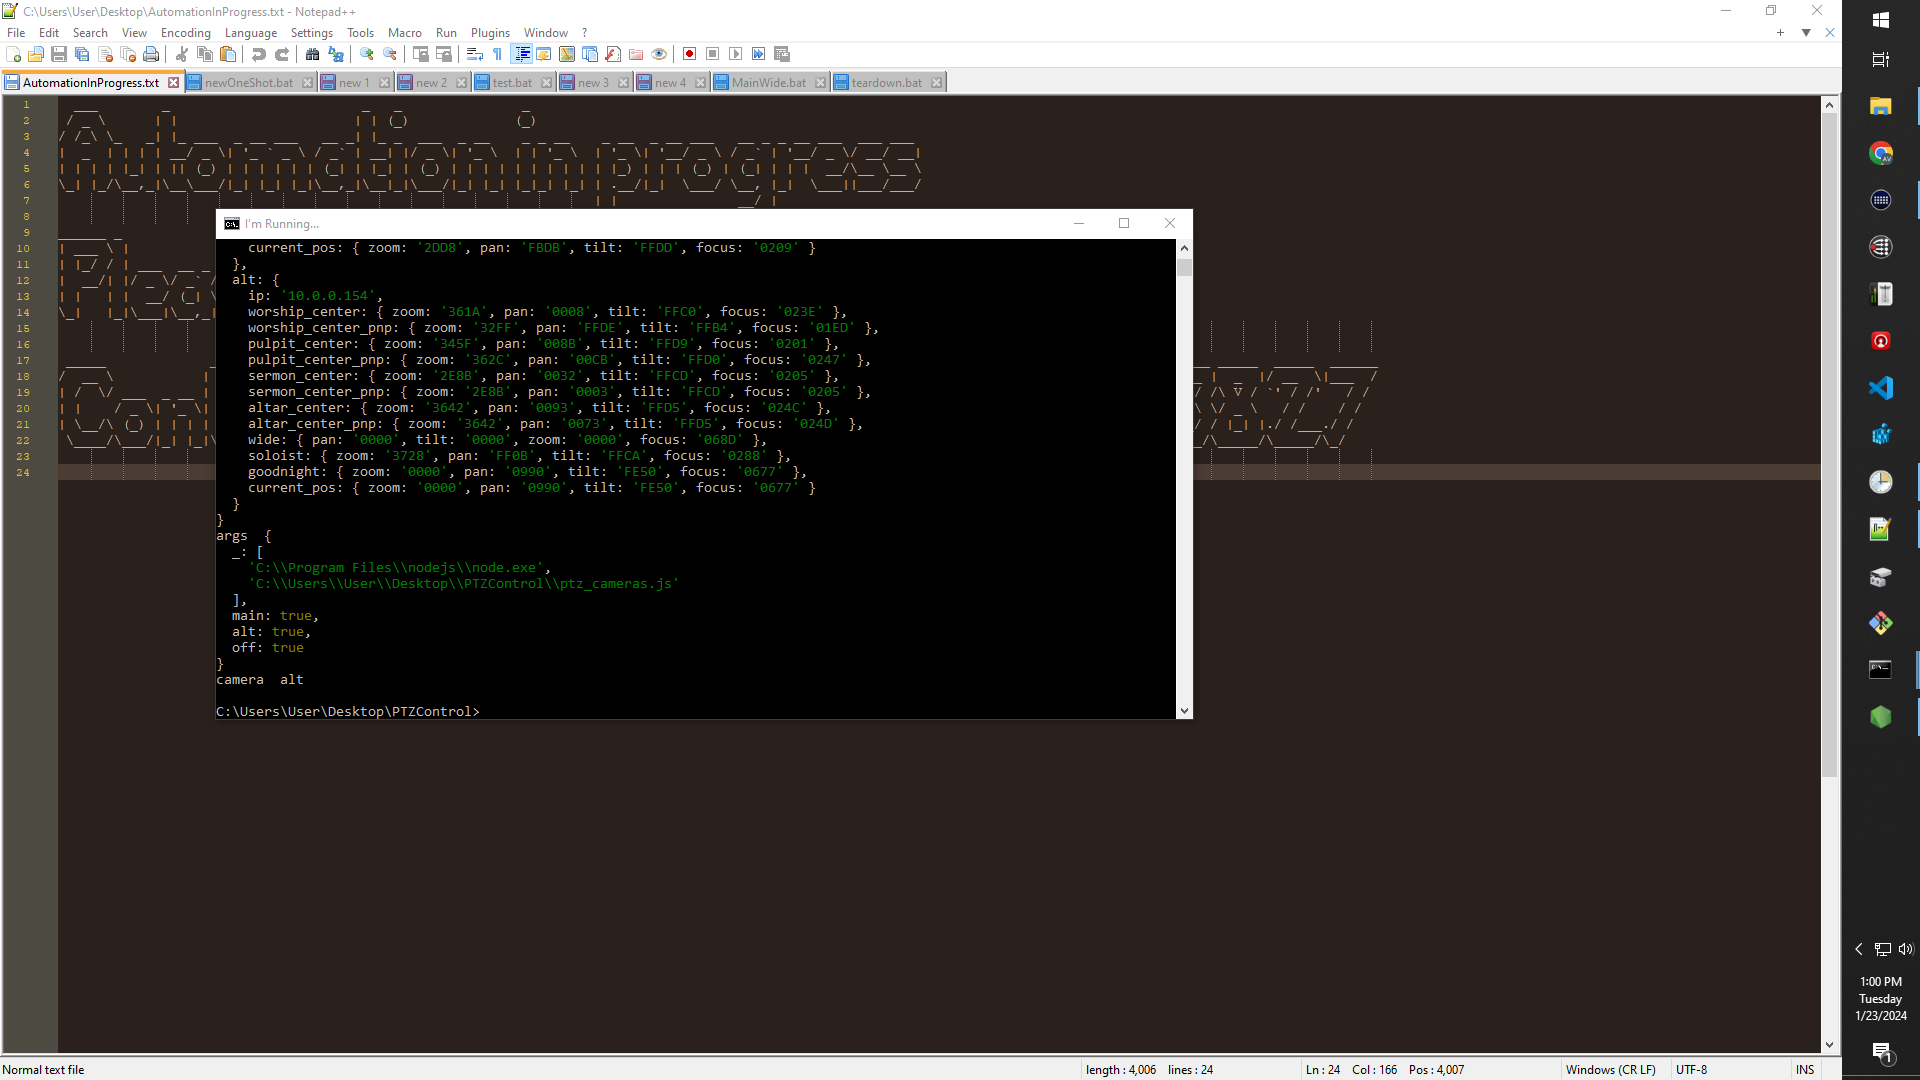 C:\Users\User\Desktop\AutomationInProgress.txt - Notepad++
File Edit Search View Encoding Language Settings Tools Macro Run Plugins Window ?
AutomationInProgress.txt newOneShot.bat new 1 new 2 test.bat new 3 new 4 MainWide.bat teardown.bat
1
2
3
4
5
6
7
8
9
10
11
12
13
14
15
16
17
18
19
20
21
22
23
24
Automation in progress
I'm Running...
current_pos: { zoom: '2DD8', pan: 'FBDB', tilt: 'FFDD', focus: '0209' }
},
alt: {
ip: '10.0.0.154',
worship_center: { zoom: '361A', pan: '0008', tilt: 'FFC0', focus: '023E' },
worship_center_pnp: { zoom: '32FF', pan: 'FFDE', tilt: 'FFB4', focus: '01ED' },
pulpit_center: { zoom: '345F', pan: '008B', tilt: 'FFD9', focus: '0201' },
pulpit_center_pnp: { zoom: '362C', pan: '00CB', tilt: 'FFD0', focus: '0247' },
sermon_center: { zoom: '2E8B', pan: '0032', tilt: 'FFCD', focus: '0205' },
sermon_center_pnp: { zoom: '2E8B', pan: '0003', tilt: 'FFCD', focus: '0205' },
altar_center: { zoom: '3642', pan: '0093', tilt: 'FFD5', focus: '024C' },
altar_center_pnp: { zoom: '3642', pan: '0073', tilt: 'FFD5', focus: '024D' },
wide: { pan: '0000', tilt: '0000', zoom: '0000', focus: '068D' },
soloist: { zoom: '3728', pan: 'FF0B', tilt: 'FFCA', focus: '0288' },
goodnight: { zoom: '0000', pan: '0990', tilt: 'FE50', focus: '0677' },
current_pos: { zoom: '0000', pan: '0990', tilt: 'FE50', focus: '0677' }
}
}
args {
_: [
'C:\\Program Files\\nodejs\\node.exe',
'C:\\Users\\User\\Desktop\\PTZControl\\ptz_cameras.js'
],
main: true,
alt: true,
off: true
}
camera alt
C:\Users\User\Desktop\PTZControl>
1:00 PM
Tuesday
1/23/2024
1
Normal text file length : 4,006 lines : 24 Ln : 24 Col : 166 Pos : 4,007 Windows (CR LF) UTF-8 INS